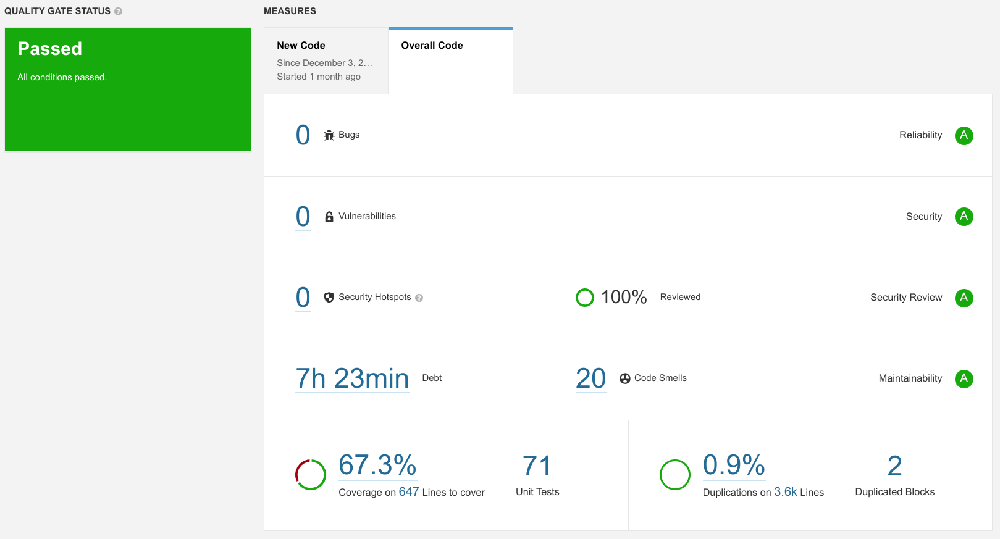 QUALITY GATE STATUS ?
MEASURES
Passed
All conditions passed.
New Code
Since December 3, 2…
Started 1 month ago
Overall Code
0 Bugs
Reliability A
0 Vulnerabilities
Security A
0 Security Hotspots ?
100% Reviewed
Security Review A
7h 23min Debt
20 Code Smells
Maintainability A
67.3%
Coverage on 647 Lines to cover
71
Unit Tests
0.9%
Duplications on 3.6k Lines
2
Duplicated Blocks